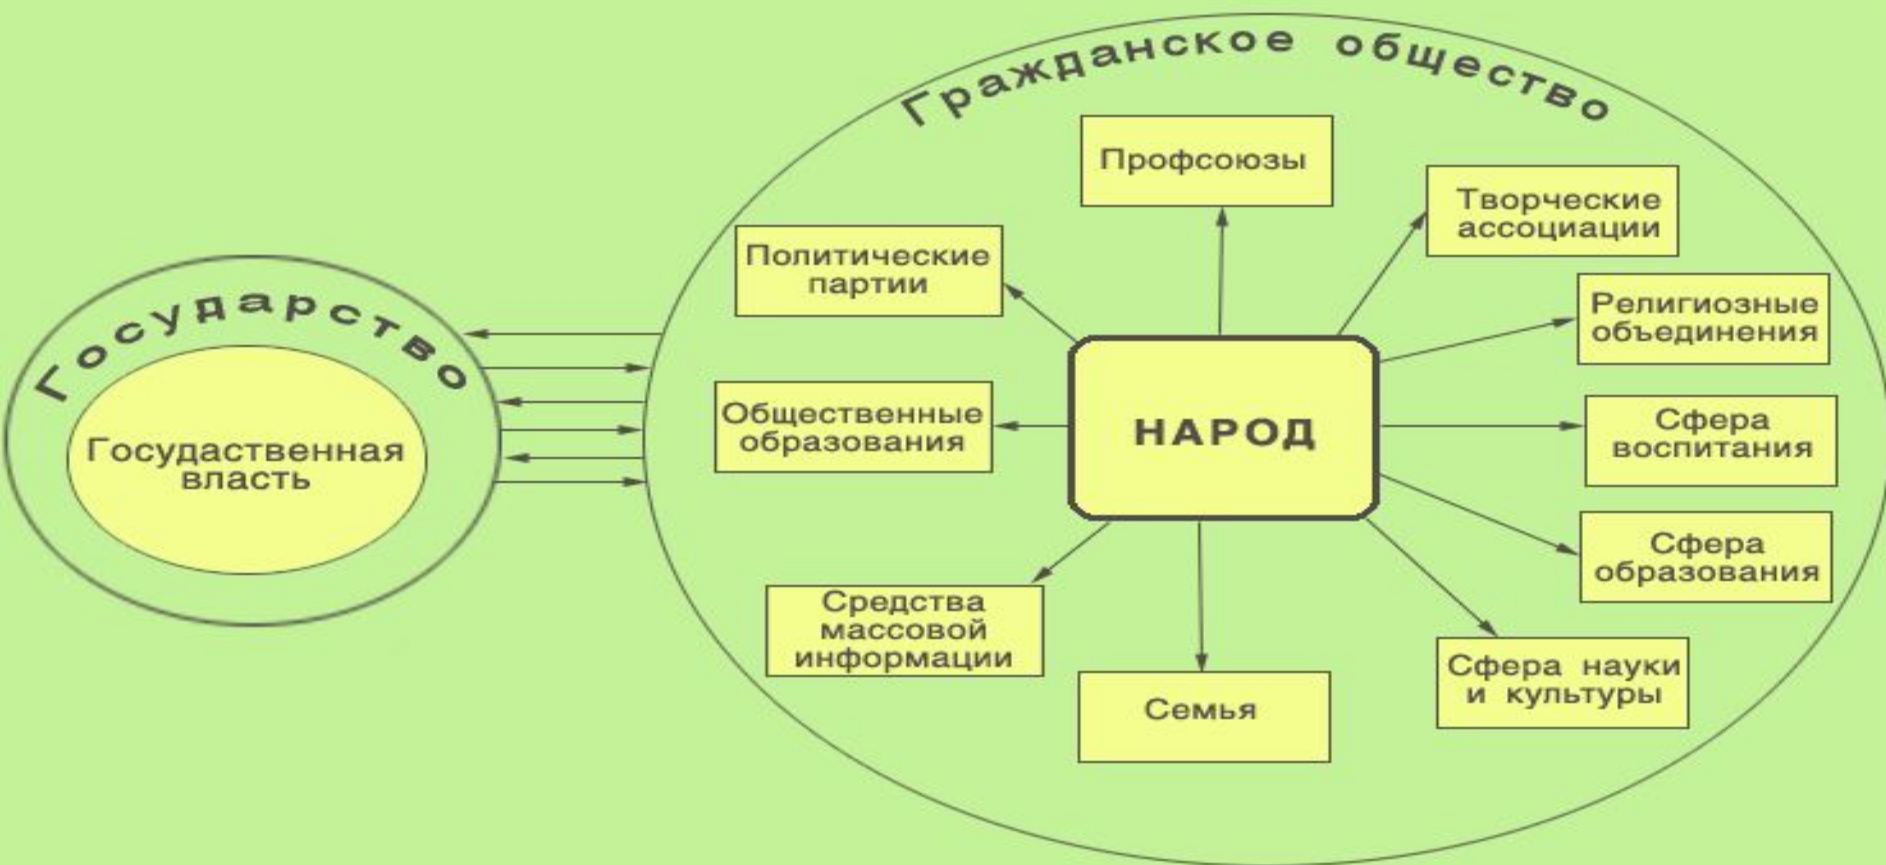 Гражданское общество
Профсоюзы
Творческие
ассоциации
Политические
партии
Религиозные
объединения
Государство
Государственная
власть
Общественные
образования
НАРОД
Сфера
воспитания
Сфера
образования
Средства
массовой
информации
Семья
Сфера науки
и культуры